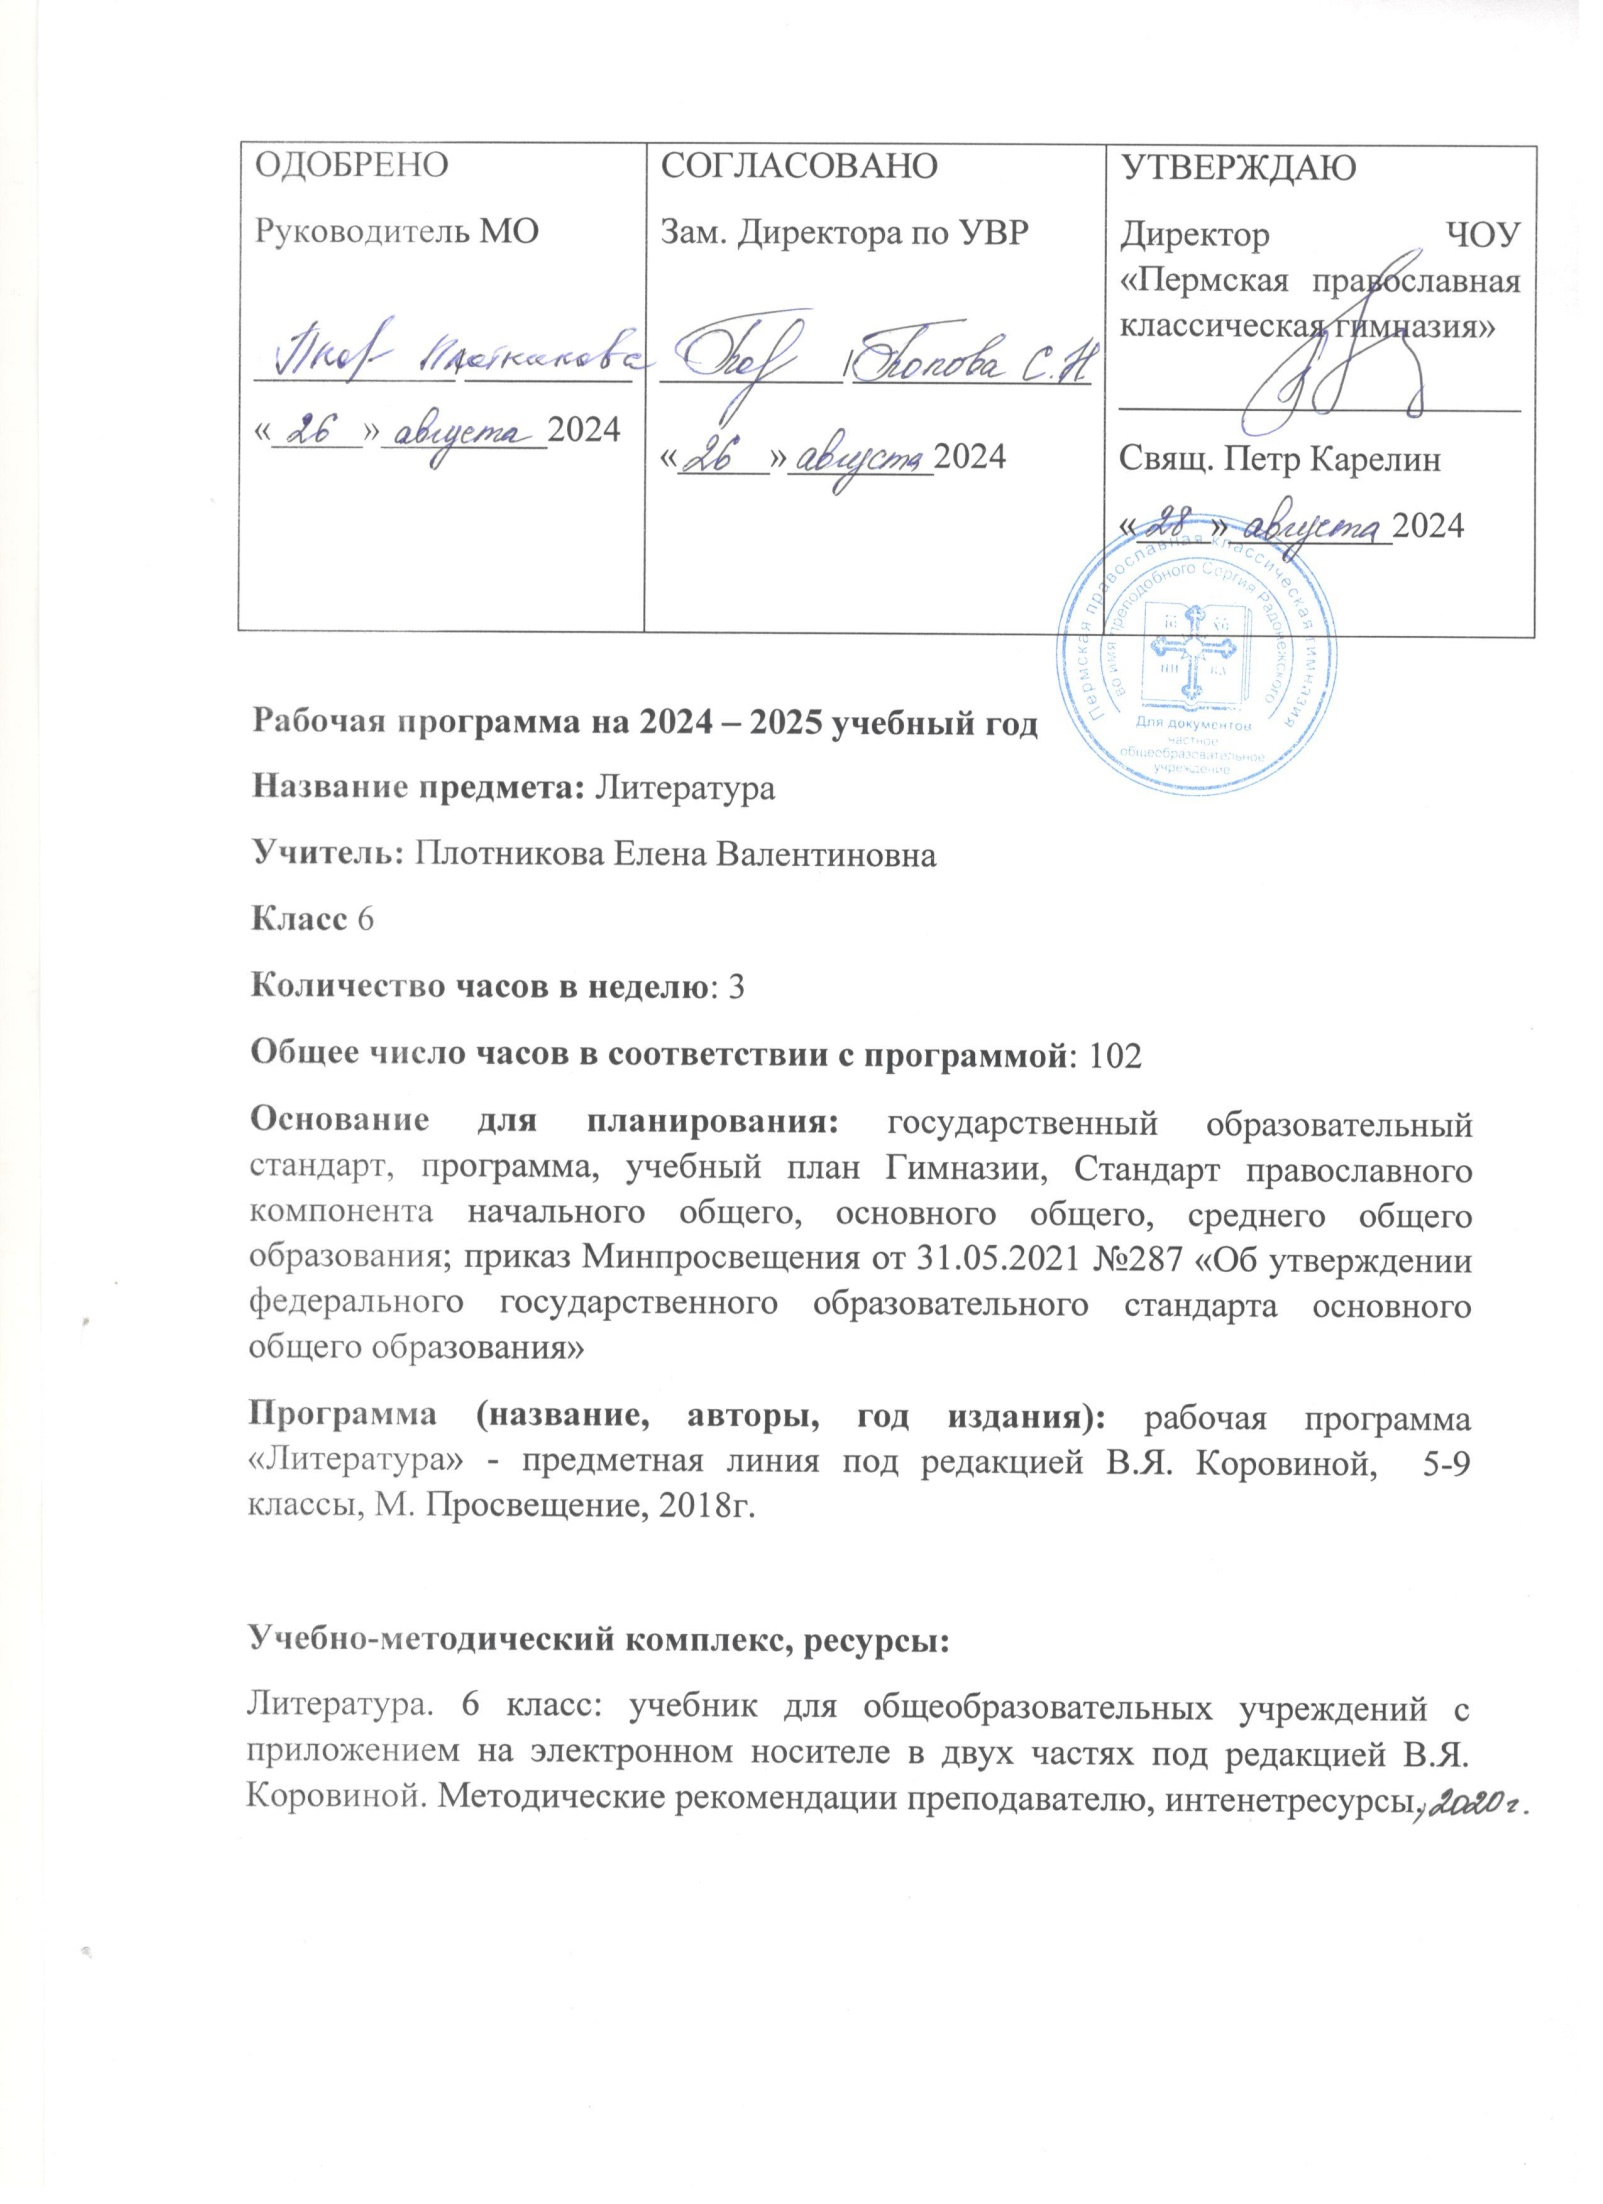 ОДОБРЕНО
Руководитель МО
Плотникова
«26» августа 2024
СОГЛАСОВАНО
Зам. Директора по УВР
/ Попова С.Н
«26» августа 2024
УТВЕРЖДАЮ
Директор ЧОУ
«Пермская православная
классическая гимназия»
Свящ. Петр Карелин
«28» августа 2024
Пермская православная классическая гимназия
во имя преподобного Сергия Радонежского
Для документов
частное
общеобразовательное
учреждение
Рабочая программа на 2024 – 2025 учебный год
Название предмета: Литература
Учитель: Плотникова Елена Валентиновна
Класс 6
Количество часов в неделю: 3
Общее число часов в соответствии с программой: 102
Основание для планирования: государственный образовательный
стандарт, программа, учебный план Гимназии, Стандарт православного
компонента начального общего, основного общего, среднего общего
образования; приказ Минпросвещения от 31.05.2021 №287 «Об утверждении
федерального государственного образовательного стандарта основного
общего образования»
Программа (название, авторы, год издания): рабочая программа
«Литература» - предметная линия под редакцией В.Я. Коровиной, 5-9
классы, М. Просвещение, 2018г.
Учебно-методический комплекс, ресурсы:
Литература. 6 класс: учебник для общеобразовательных учреждений с
приложением на электронном носителе в двух частях под редакцией В.Я.
Коровиной. Методические рекомендации преподавателю, интенетресурсы, 2020 г.